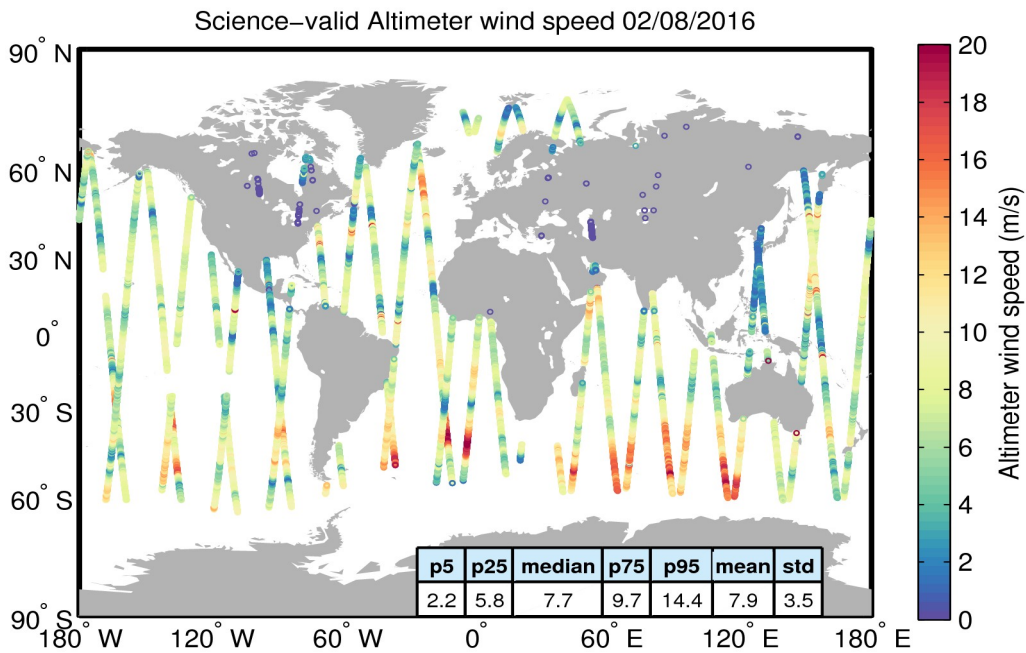 Science−valid Altimeter wind speed 02/08/2016
90° N
60° N
30° N
0°
30° S
60° S
90° S
180° W
120° W
60° W
0°
60° E
120° E
180° E
p5 p25 median p75 p95 mean std
2.2 5.8 7.7 9.7 14.4 7.9 3.5
20
18
16
14
12
10
8
6
4
2
0
Altimeter wind speed (m/s)